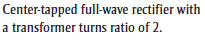 Center-tapped full-wave rectifier with
a transformer turns ratio of 2.